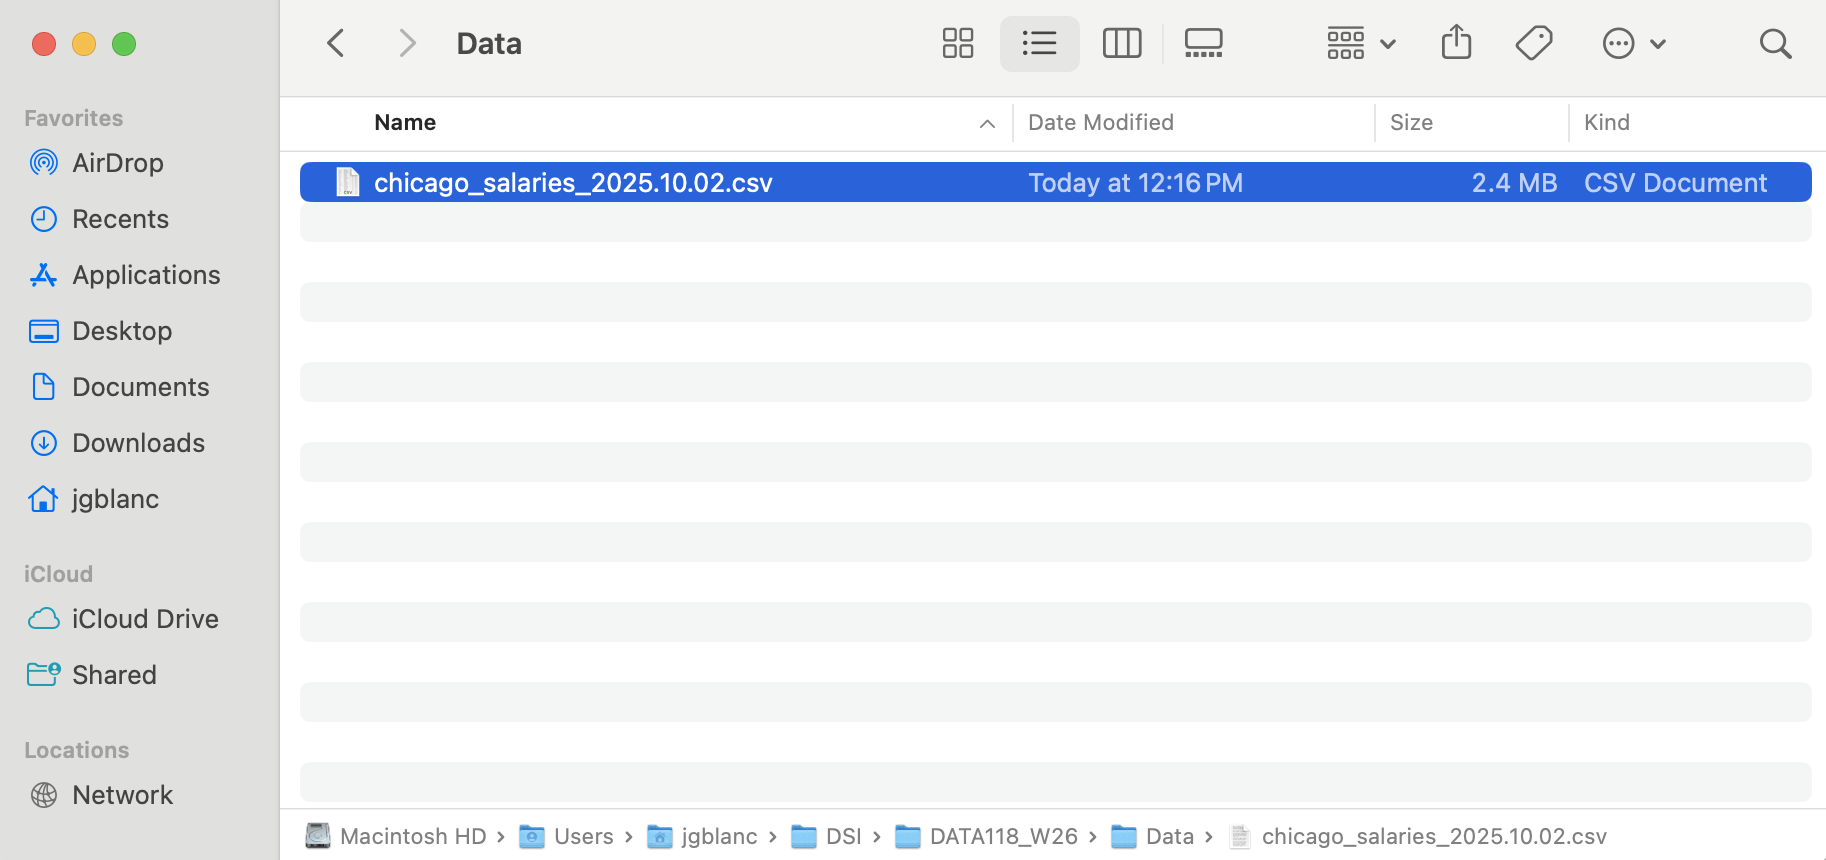 Data
Favorites
AirDrop
Recents
Applications
Desktop
Documents
Downloads
jgblanc
iCloud
iCloud Drive
Shared
Locations
Network
Name Date Modified Size Kind
chicago_salaries_2025.10.02.csv Today at 12:16 PM 2.4 MB CSV Document
Macintosh HD › Users › jgblanc › DSI › DATA118_W26 › Data › chicago_salaries_2025.10.02.csv